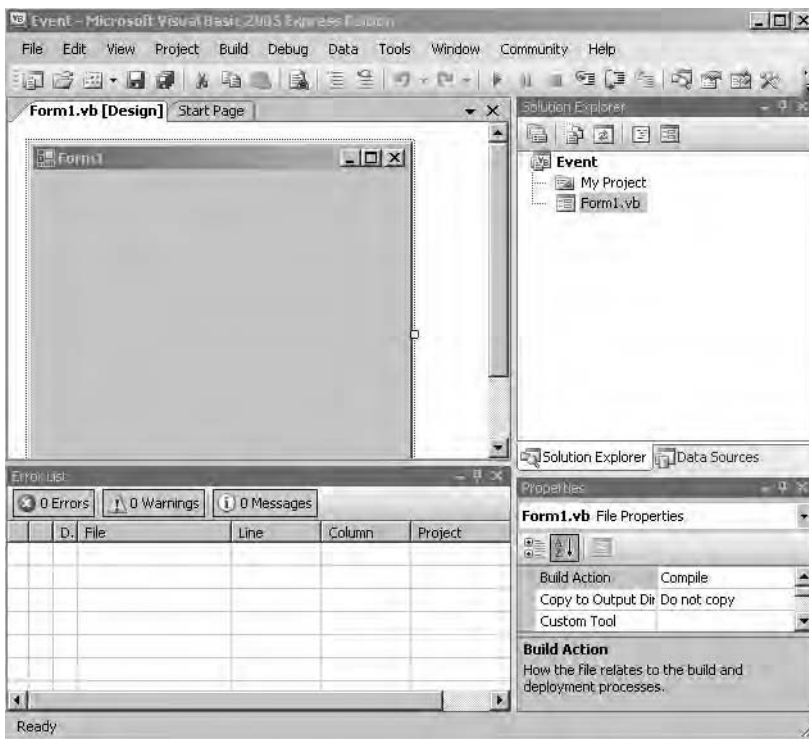 Event - Microsoft Visual Basic 2005 Express Edition
File Edit View Project Build Debug Data Tools Window Community Help
Form1.vb [Design] Start Page
Form1
Solution Explorer
Event
My Project
Form1.vb
Solution Explorer Data Sources
Error List
0 Errors 0 Warnings 0 Messages
D. File Line Column Project
Properties
Form1.vb File Properties
Build Action Compile
Copy to Output Dir Do not copy
Custom Tool
Build Action
How the file relates to the build and
deployment processes.
Ready